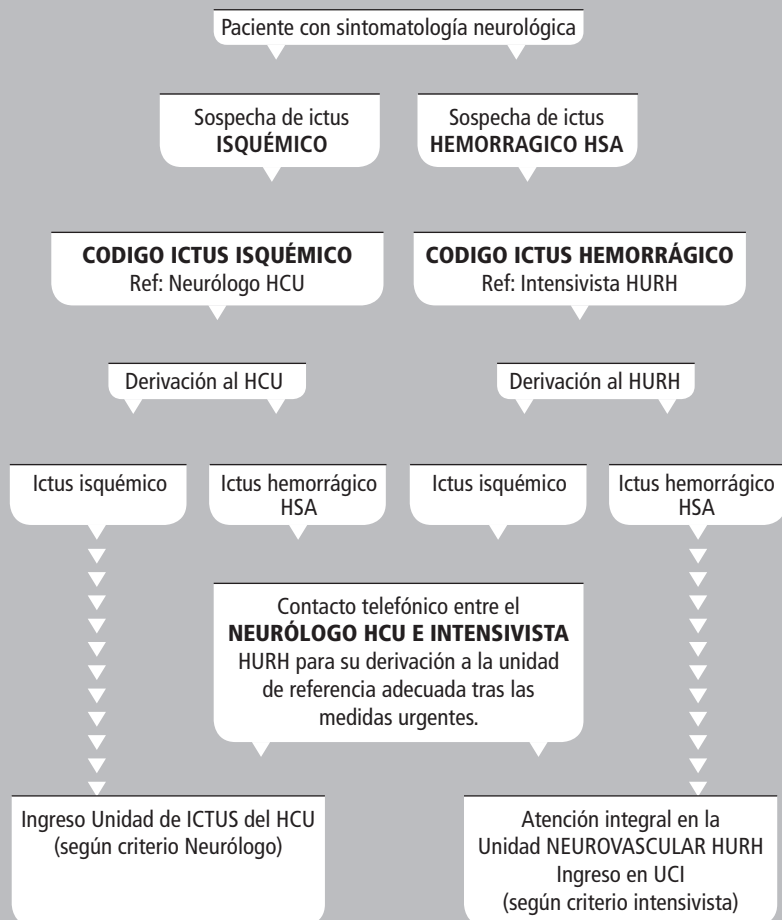 Paciente con sintomatología neurológica
Sospecha de ictus
ISQUÉMICO
Sospecha de ictus
HEMORRAGICO HSA
CODIGO ICTUS ISQUÉMICO
Ref: Neurólogo HCU
CODIGO ICTUS HEMORRÁGICO
Ref: Intensivista HURH
Derivación al HCU
Derivación al HURH
Ictus isquémico
Ictus hemorrágico
HSA
Ictus isquémico
Ictus hemorrágico
HSA
Contacto telefónico entre el
NEURÓLOGO HCU E INTENSIVISTA
HURH para su derivación a la unidad
de referencia adecuada tras las
medidas urgentes.
Ingreso Unidad de ICTUS del HCU
(según criterio Neurólogo)
Atención integral en la
Unidad NEUROVASCULAR HURH
Ingreso en UCI
(según criterio intensivista)